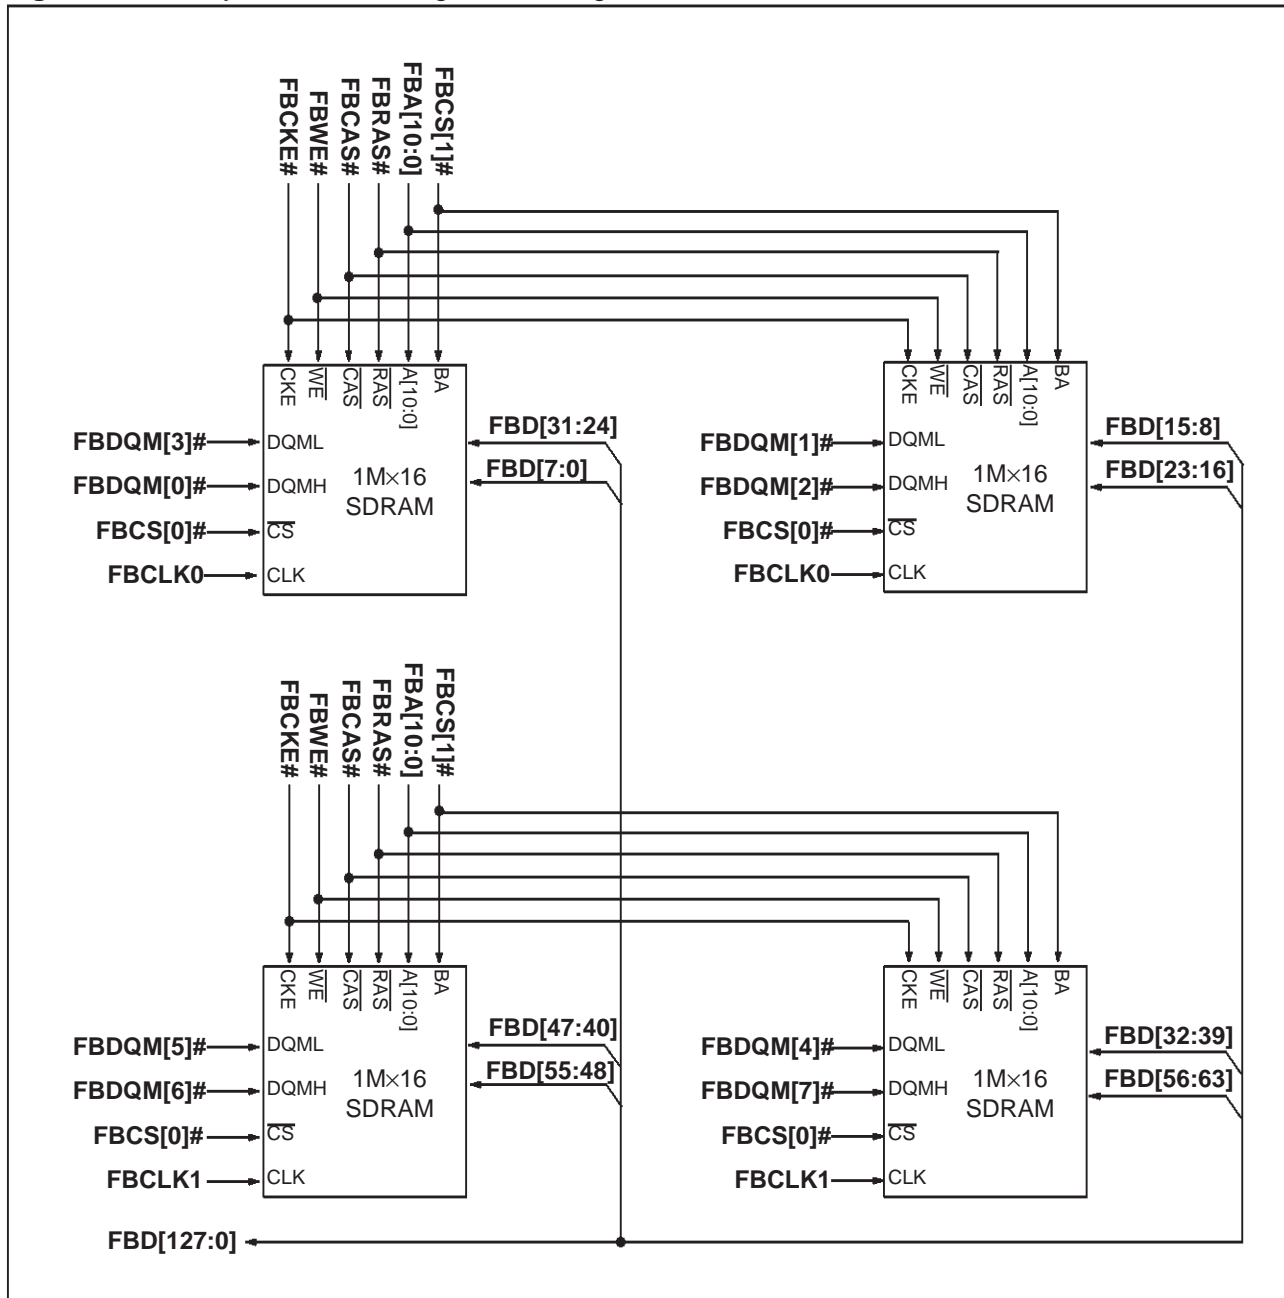 FBCKE#
FBWE#
FBCAS#
FBRAS#
FBA[10:0]
FBCS[1]#
CKE
WE
CAS
RAS
A[10:0]
BA
FBDQM[3]#
DQML
FBDQM[0]#
DQMH
FBCS[0]#
CS
FBCLK0
CLK
1M×16
SDRAM
FBD[31:24]
FBD[7:0]
CKE
WE
CAS
RAS
A[10:0]
BA
FBDQM[1]#
DQML
FBDQM[2]#
DQMH
FBCS[0]#
CS
FBCLK0
CLK
1M×16
SDRAM
FBD[15:8]
FBD[23:16]
FBCKE#
FBWE#
FBCAS#
FBRAS#
FBA[10:0]
FBCS[1]#
CKE
WE
CAS
RAS
A[10:0]
BA
FBDQM[5]#
DQML
FBDQM[6]#
DQMH
FBCS[0]#
CS
FBCLK1
CLK
1M×16
SDRAM
FBD[47:40]
FBD[55:48]
CKE
WE
CAS
RAS
A[10:0]
BA
FBDQM[4]#
DQML
FBDQM[7]#
DQMH
FBCS[0]#
CS
FBCLK1
CLK
1M×16
SDRAM
FBD[32:39]
FBD[56:63]
FBD[127:0]